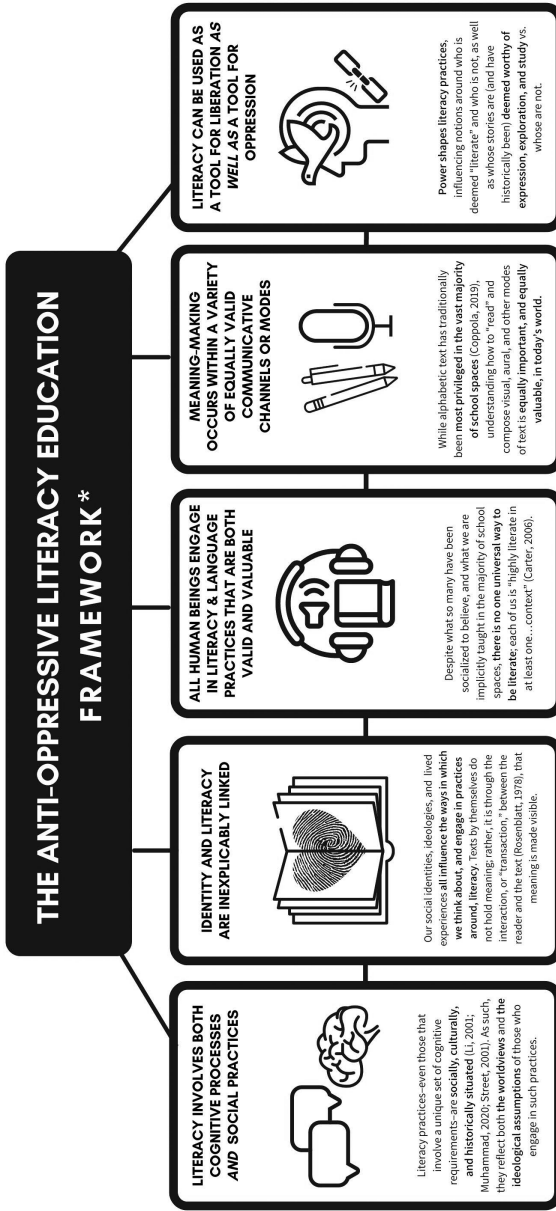 THE ANTI-OPPRESSIVE LITERACY EDUCATION
FRAMEWORK*
LITERACY INVOLVES BOTH
COGNITIVE PROCESSES
AND SOCIAL PRACTICES
Literacy practices–even those that
involve a unique set of cognitive
requirements–are socially, culturally,
and historically situated (Li, 2001;
Muhammad, 2020; Street, 2001). As such,
they reflect both the worldviews and the
ideological assumptions of those who
engage in such practices.
IDENTITY AND LITERACY
ARE INEXPLICABLY LINKED
Our social identities, ideologies, and lived
experiences all influence the ways in which
we think about, and engage in practices
around, literacy. Texts by themselves do
not hold meaning; rather, it is through the
interaction, or “transaction,” between the
reader and the text (Rosenblatt, 1978), that
meaning is made visible.
ALL HUMAN BEINGS ENGAGE
IN LITERACY & LANGUAGE
PRACTICES THAT ARE BOTH
VALID AND VALUABLE
Despite what so many have been
socialized to believe, and what we are
implicitly taught in the majority of school
spaces, there is no one universal way to
be literate; each of us is “highly literate in
at least one...context” (Carter, 2006).
MEANING-MAKING
OCCURS WITHIN A VARIETY
OF EQUALLY VALID
COMMUNICATIVE
CHANNELS OR MODES
While alphabetic text has traditionally
been most privileged in the vast majority
of school spaces (Coppola, 2019),
understanding how to “read” and
compose visual, aural, and other modes
of text is equally important, and equally
valuable, in today’s world.
LITERACY CAN BE USED AS
A TOOL FOR LIBERATION AS
WELL AS A TOOL FOR
OPPRESSION
Power shapes literacy practices,
influencing notions around who is
deemed “literate” and who is not, as well
as whose stories are (and have
historically been) deemed worthy of
expression, exploration, and study vs.
whose are not.